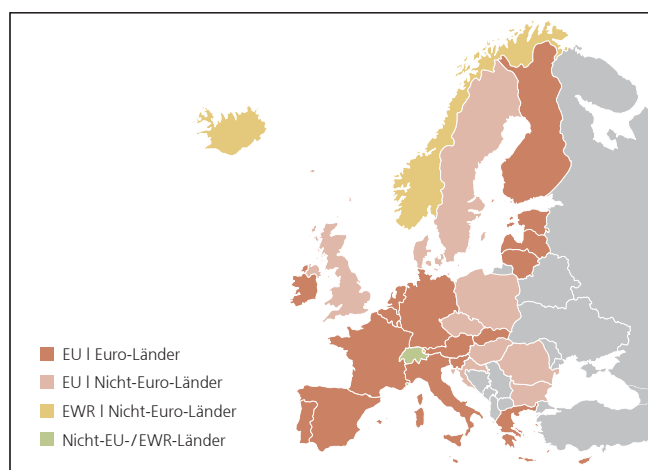 EU I Euro-Länder
EU I Nicht-Euro-Länder
EWR I Nicht-Euro-Länder
Nicht-EU-/EWR-Länder